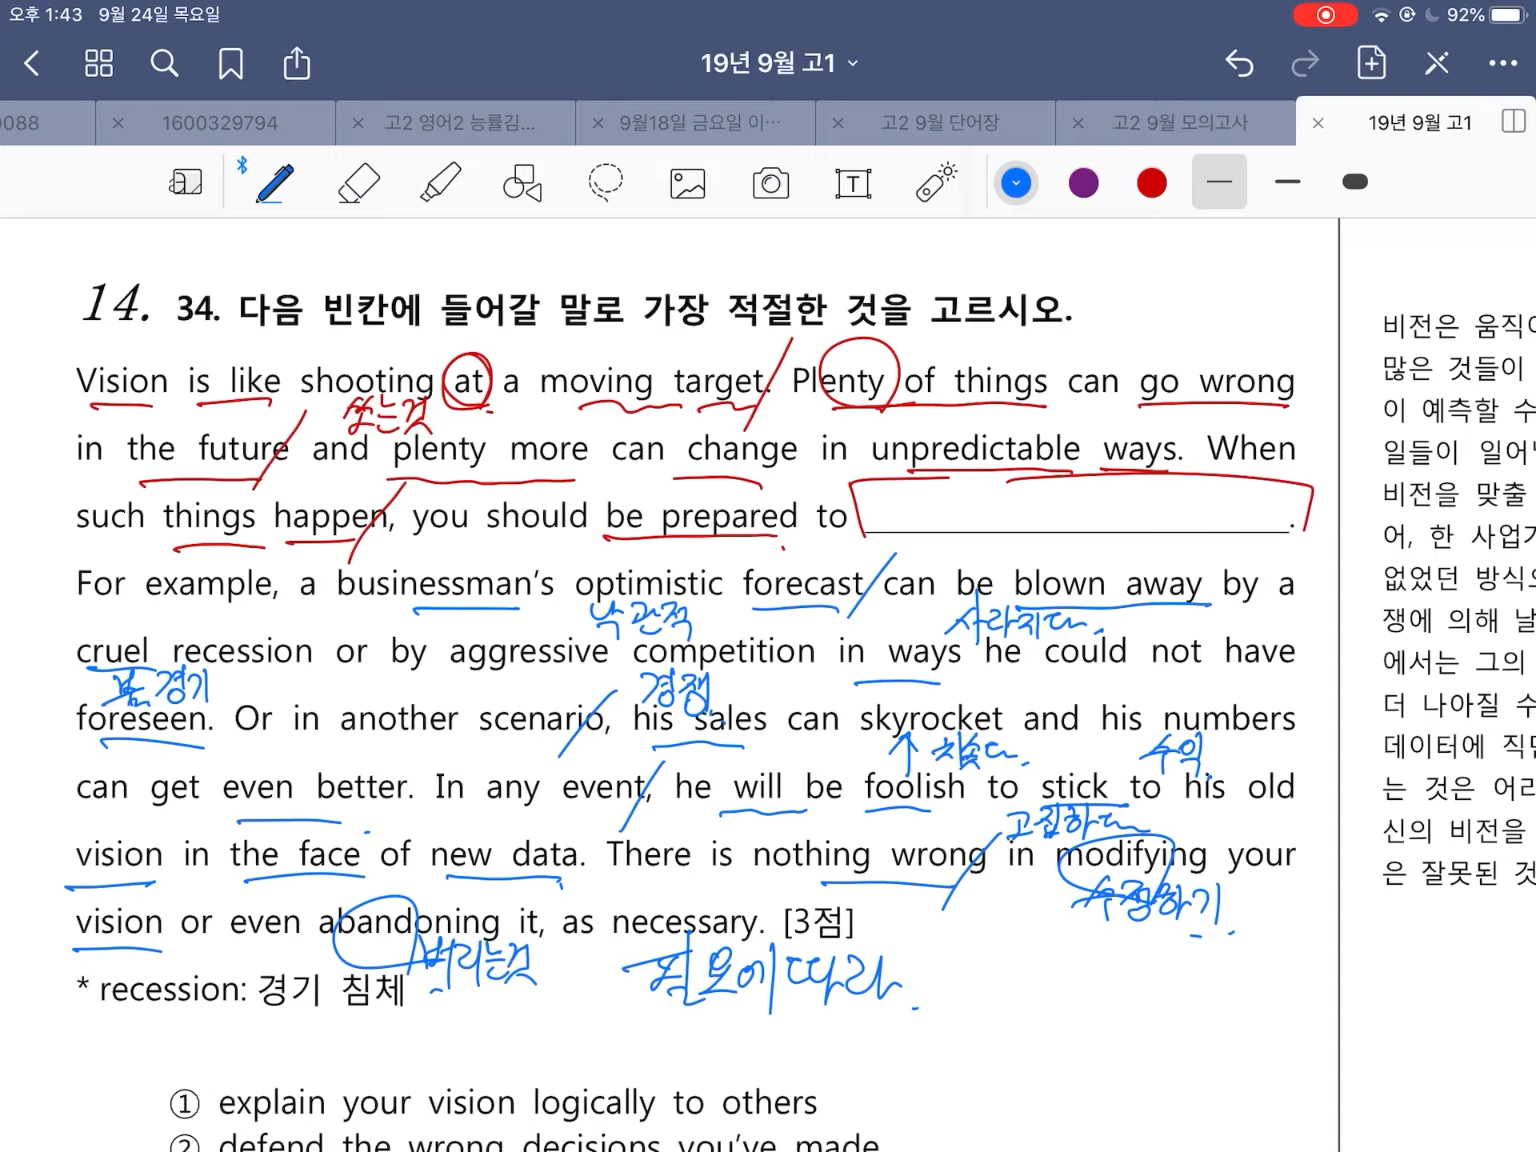 오후 1:43 9월 24일 목요일 92%
19년 9월 고1
0088 × 1600329794 × 고2 영어2 능률김... × 9월18일 금요일 이... × 고2 9월 단어장 × 고2 9월 모의고사 × 19년 9월 고1
T
14. 34. 다음 빈칸에 들어갈 말로 가장 적절한 것을 고르시오.
Vision is like shooting at a moving target. Plenty of things can go wrong
쏘는것
in the future and plenty more can change in unpredictable ways. When
such things happen, you should be prepared to ____.
For example, a businessman's optimistic forecast can be blown away by a
낙관적 사라지다.
cruel recession or by aggressive competition in ways he could not have
경기 경쟁
foreseen. Or in another scenario, his sales can skyrocket and his numbers
↑ 치솟다. 수익.
can get even better. In any event, he will be foolish to stick to his old
고집하다
vision in the face of new data. There is nothing wrong in modifying your
수정하기.
vision or even abandoning it, as necessary. [3점]
버리는것 필요에 따라.
* recession: 경기 침체
① explain your vision logically to others
② defend the wrong decisions you've made
비전은 움직이
많은 것들이
이 예측할 수
일들이 일어
비전을 맞출
어, 한 사업가
없었던 방식으
쟁에 의해 날
에서는 그의
더 나아질 수
데이터에 직면
는 것은 어리
신의 비전을
은 잘못된 것